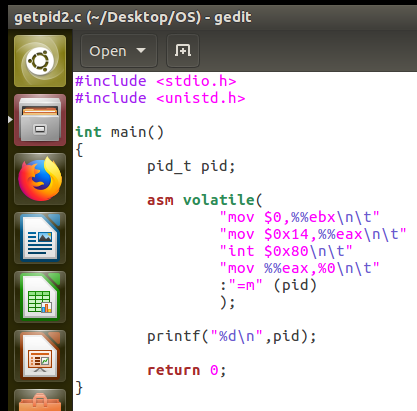 getpid2.c (~/Desktop/OS) - gedit
Open
#include <stdio.h>
#include <unistd.h>
int main()
{
pid_t pid;
asm volatile(
"mov $0,%%ebx\n\t"
"mov $0x14,%%eax\n\t"
"int $0x80\n\t"
"mov %%eax,%0\n\t"
:"=m" (pid)
);
printf("%d\n",pid);
return 0;
}